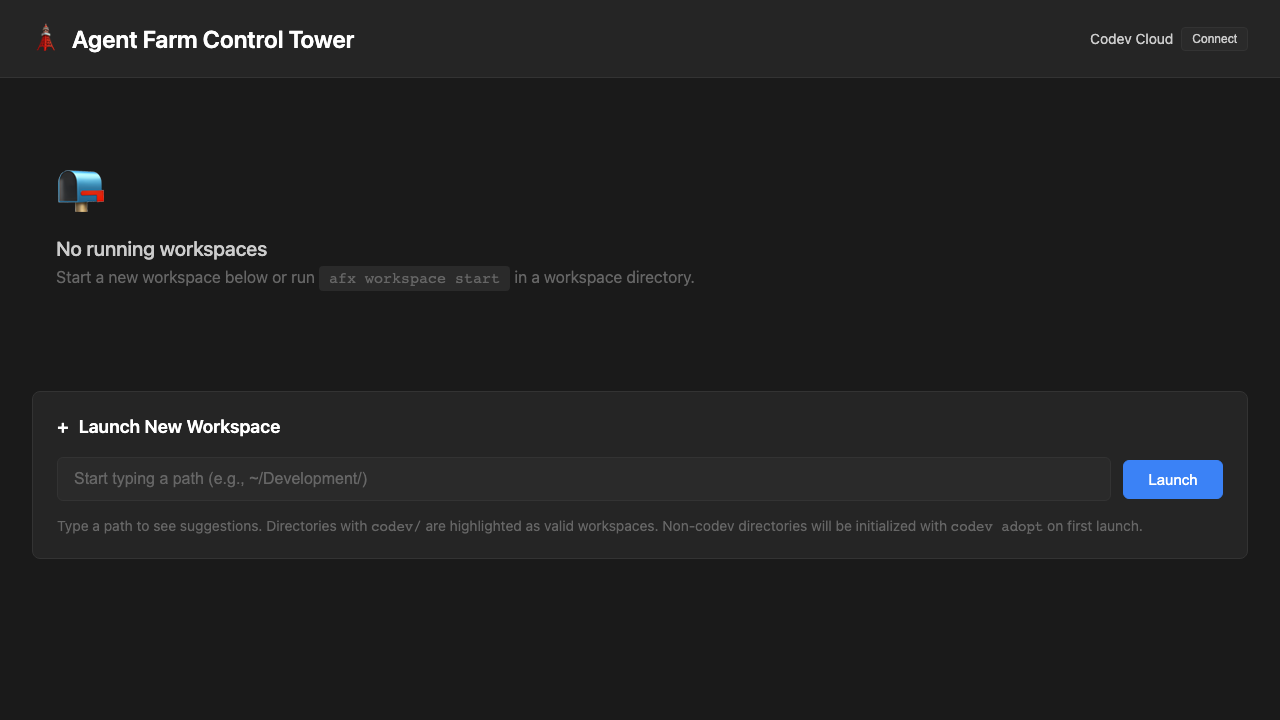 Agent Farm Control Tower
Codev Cloud Connect
No running workspaces
Start a new workspace below or run afx workspace start in a workspace directory.
+ Launch New Workspace
Start typing a path (e.g., ~/Development/)
Launch
Type a path to see suggestions. Directories with codev/ are highlighted as valid workspaces. Non-codev directories will be initialized with codev adopt on first launch.